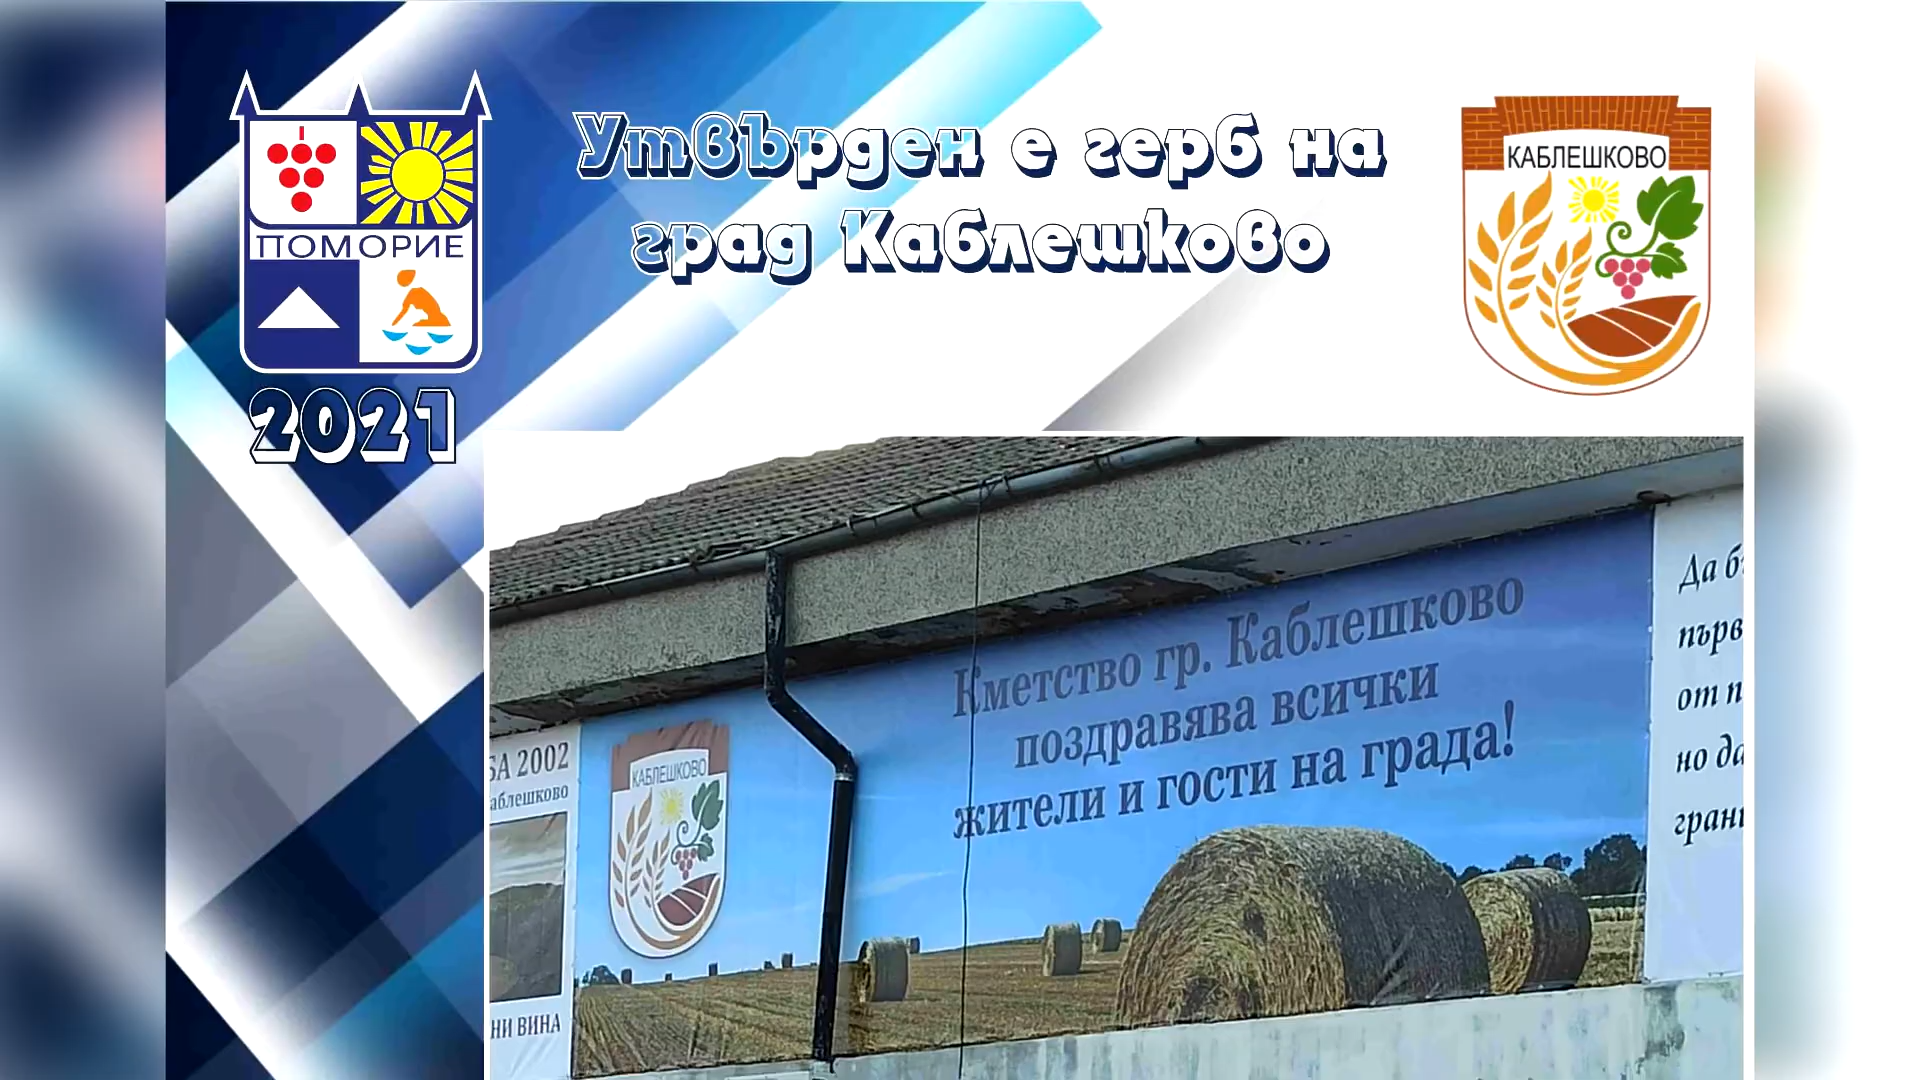 Утвърден е герб на
град Каблешково
ПОМОРИЕ
2021
КАБЛЕШКОВО
Кметство гр. Каблешково
поздравява всички
жители и гости на града!
КАБЛЕШКОВО
БА 2002
аблешково
НИ ВИНА
Да б
първ
от п
но да
гран